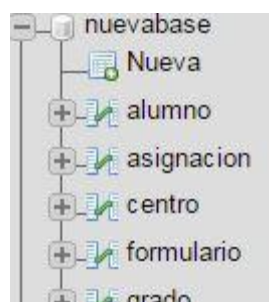 nuevabase
Nueva
alumno
asignacion
centro
formulario
grado